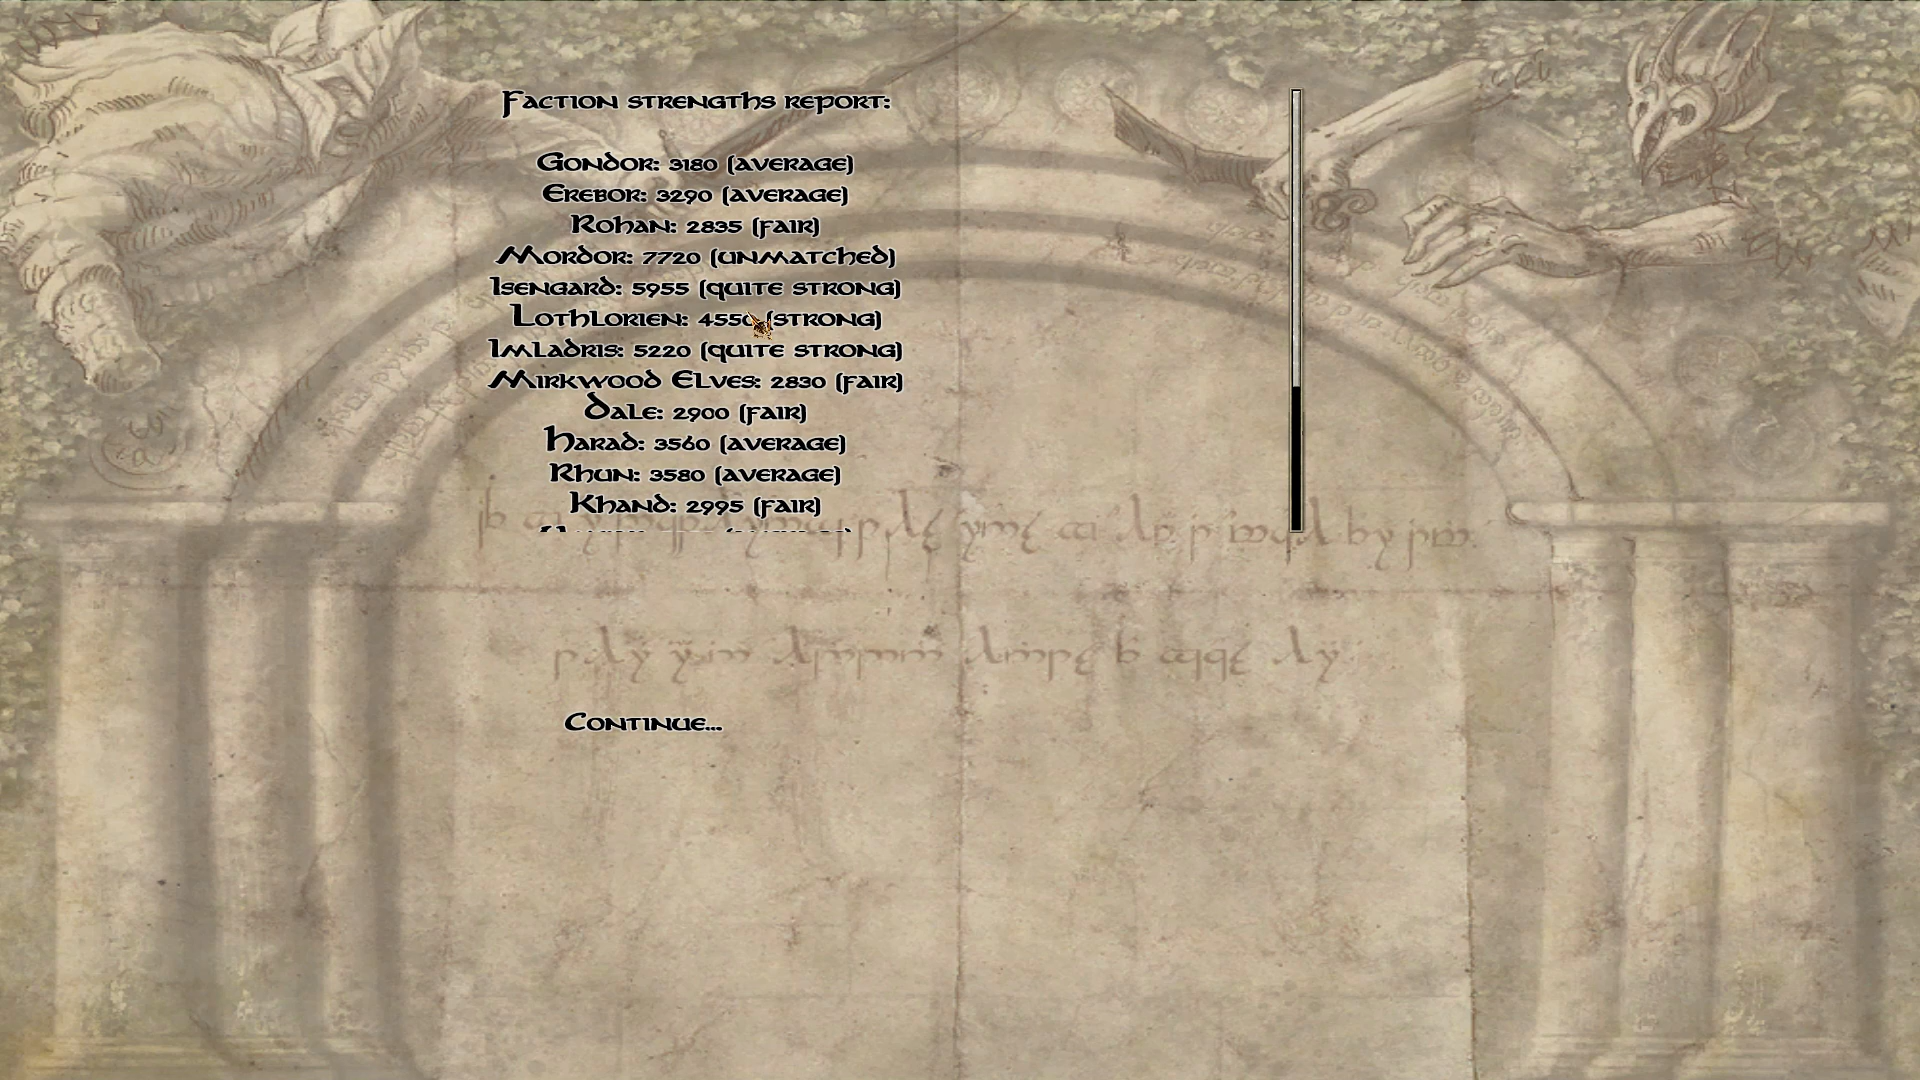 Faction strengths report:
Gondor: 3180 (average)
Erebor: 3290 (average)
Rohan: 2835 (fair)
Mordor: 7720 (unmatched)
Isengard: 5955 (quite strong)
Lothlorien: 4550 (strong)
Imladris: 5220 (quite strong)
Mirkwood Elves: 2830 (fair)
Dale: 2900 (fair)
Harad: 3560 (average)
Rhun: 3580 (average)
Khand: 2995 (fair)
Continue...